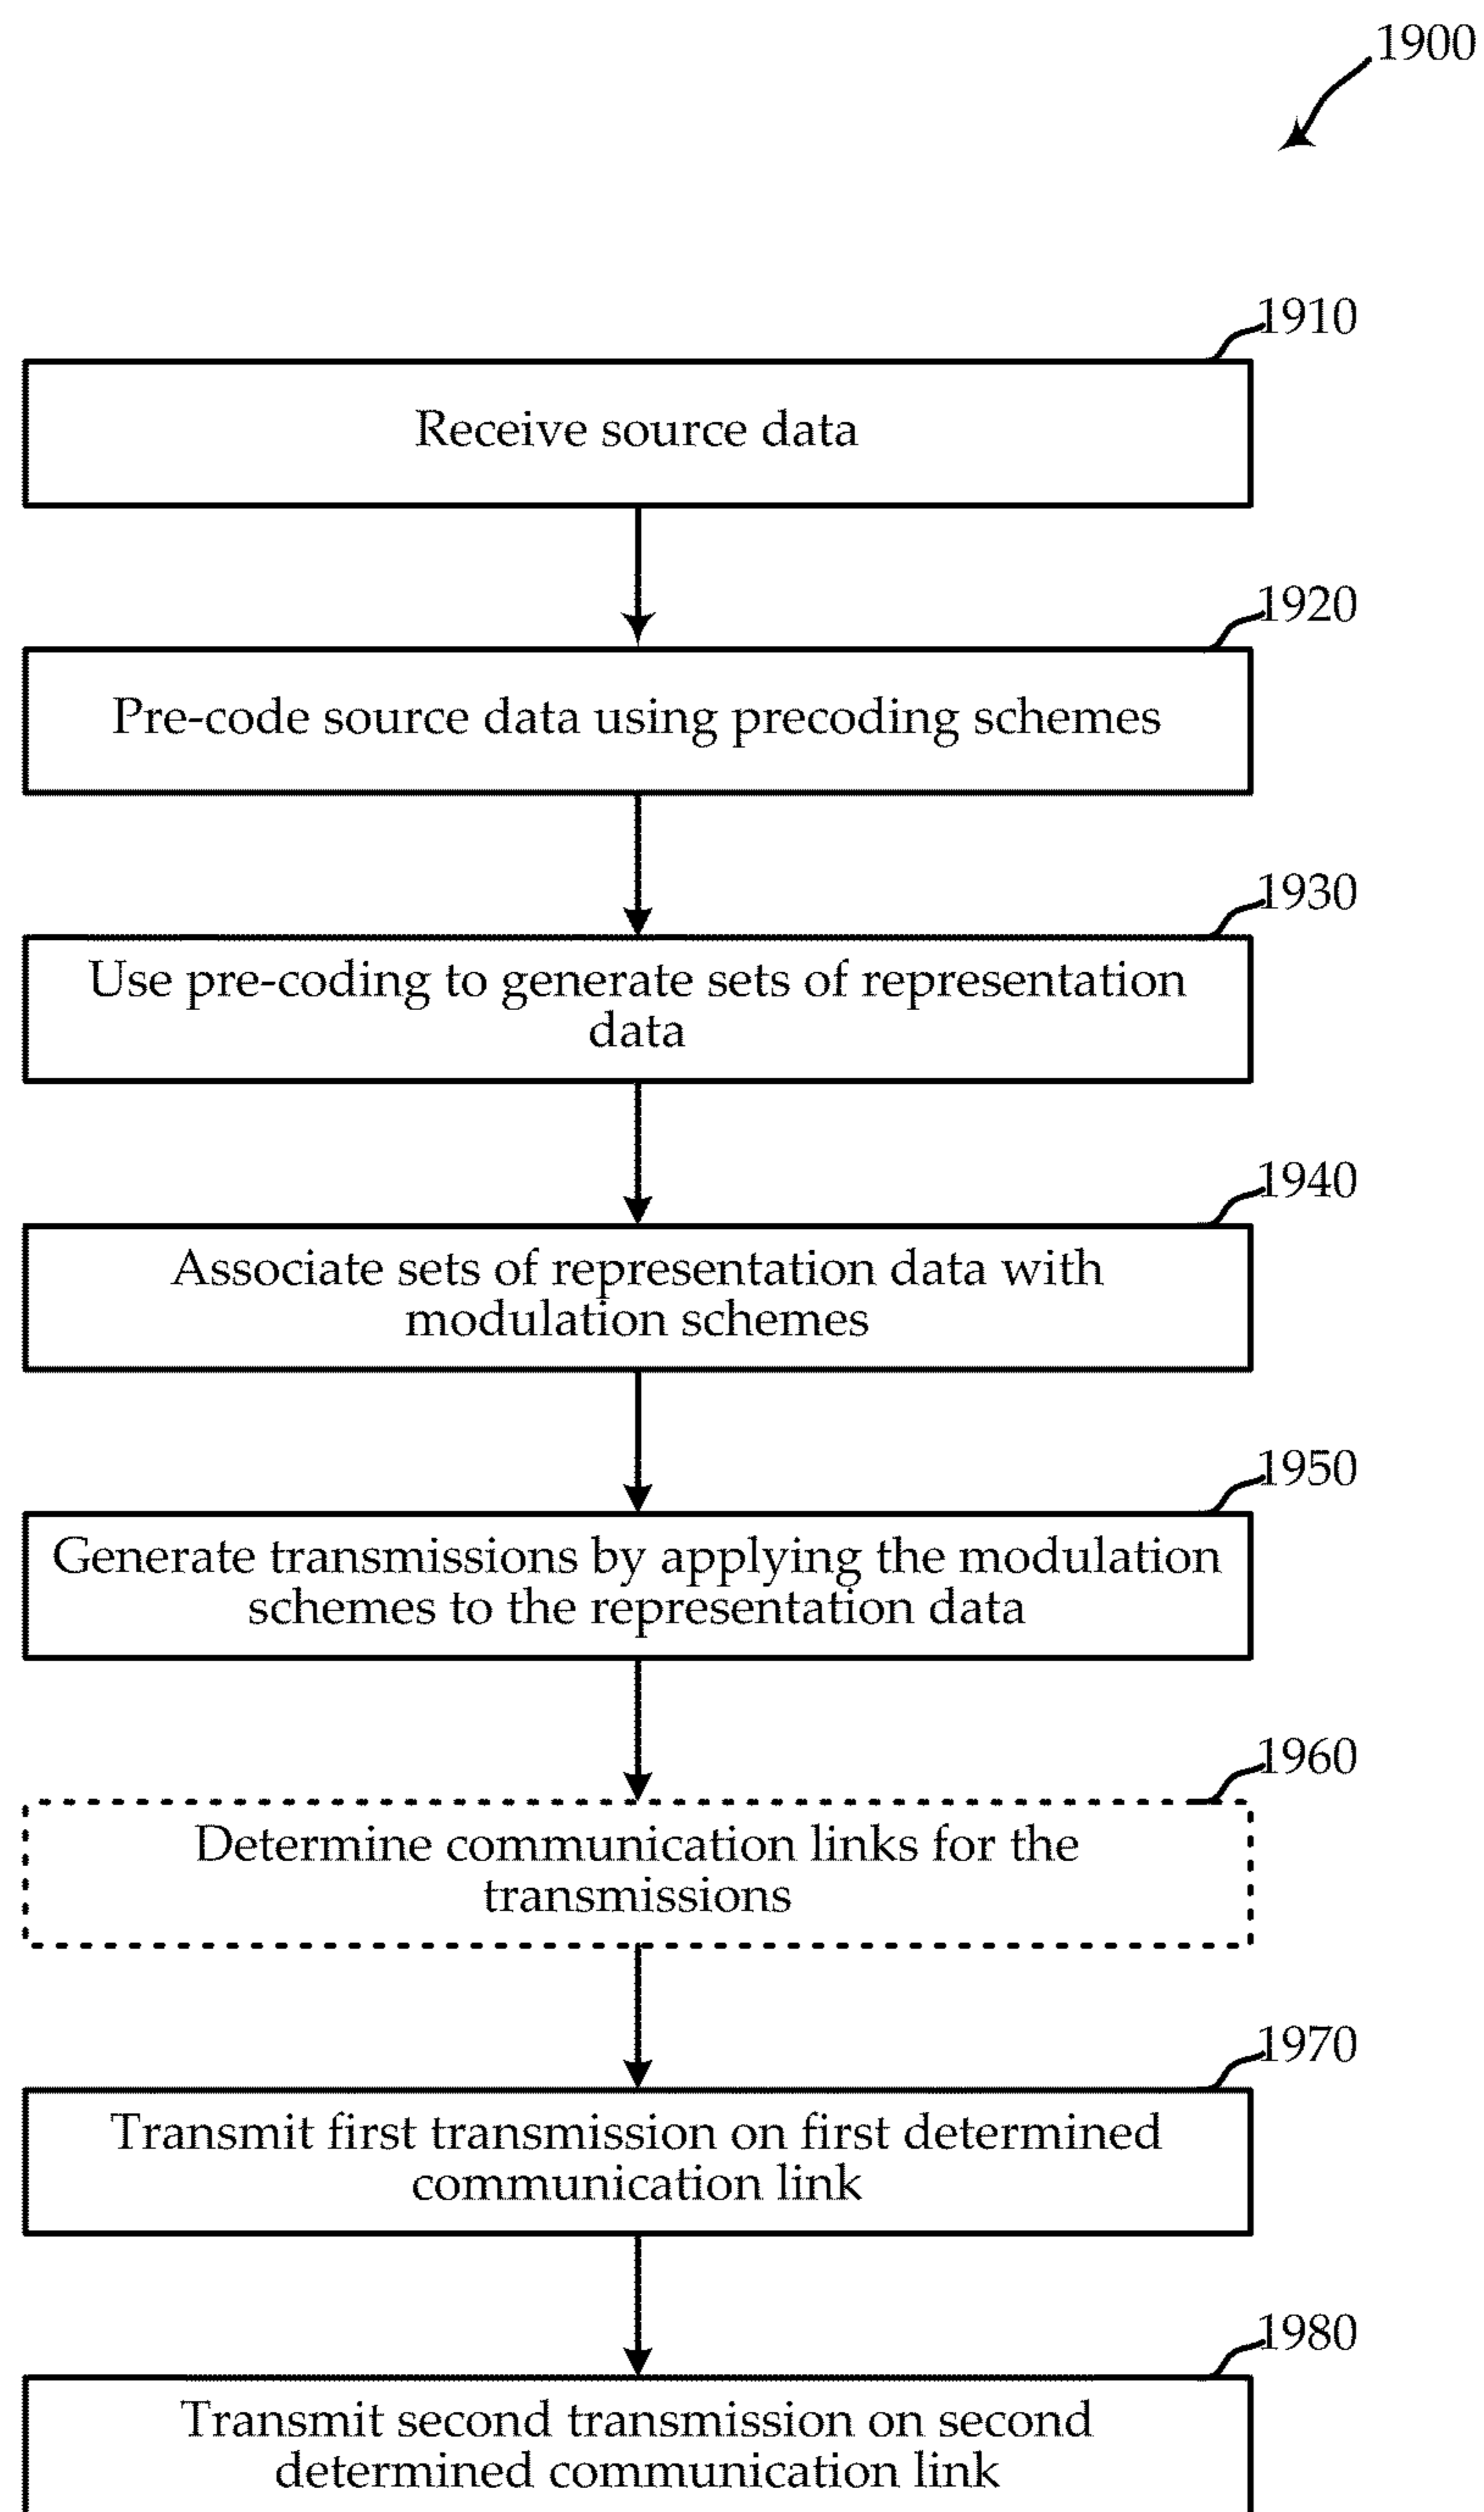 1900
1910
Receive source data
1920
Pre-code source data using precoding schemes
1930
Use pre-coding to generate sets of representation
data
1940
Associate sets of representation data with
modulation schemes
1950
Generate transmissions by applying the modulation
schemes to the representation data
1960
Determine communication links for the
transmissions
1970
Transmit first transmission on first determined
communication link
1980
Transmit second transmission on second
determined communication link